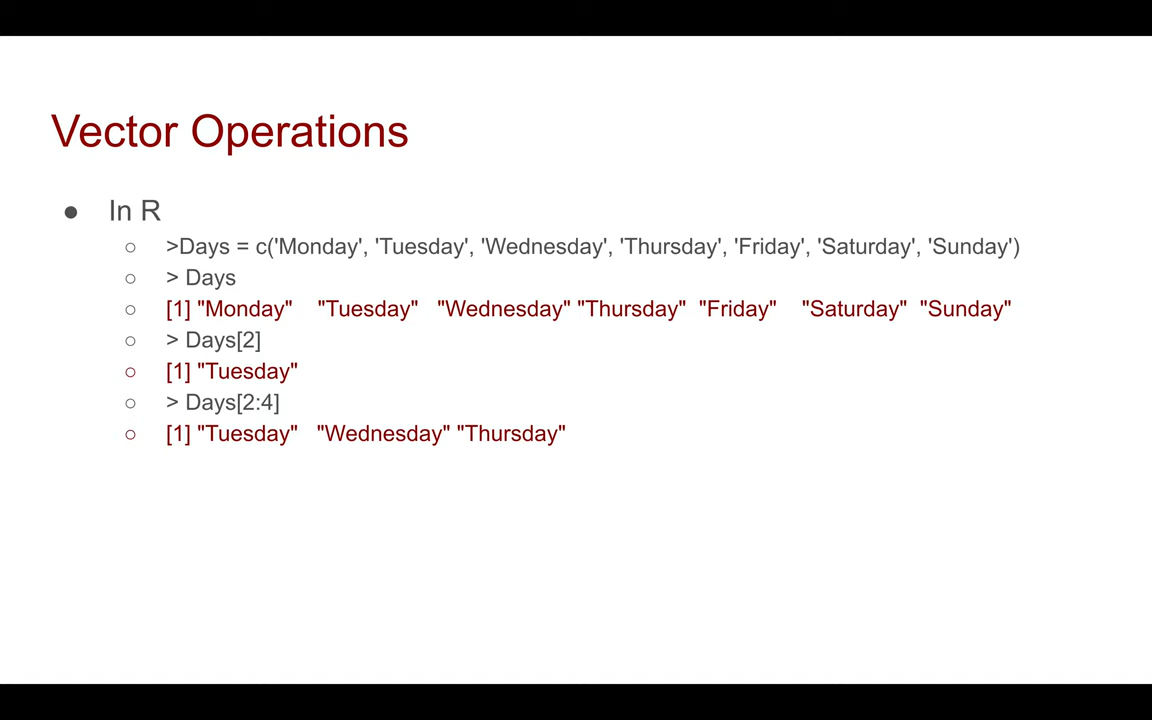 Vector Operations
● In R
○ >Days = c('Monday', 'Tuesday', 'Wednesday', 'Thursday', 'Friday', 'Saturday', 'Sunday')
○ > Days
○ [1] "Monday" "Tuesday" "Wednesday" "Thursday" "Friday" "Saturday" "Sunday"
○ > Days[2]
○ [1] "Tuesday"
○ > Days[2:4]
○ [1] "Tuesday" "Wednesday" "Thursday"